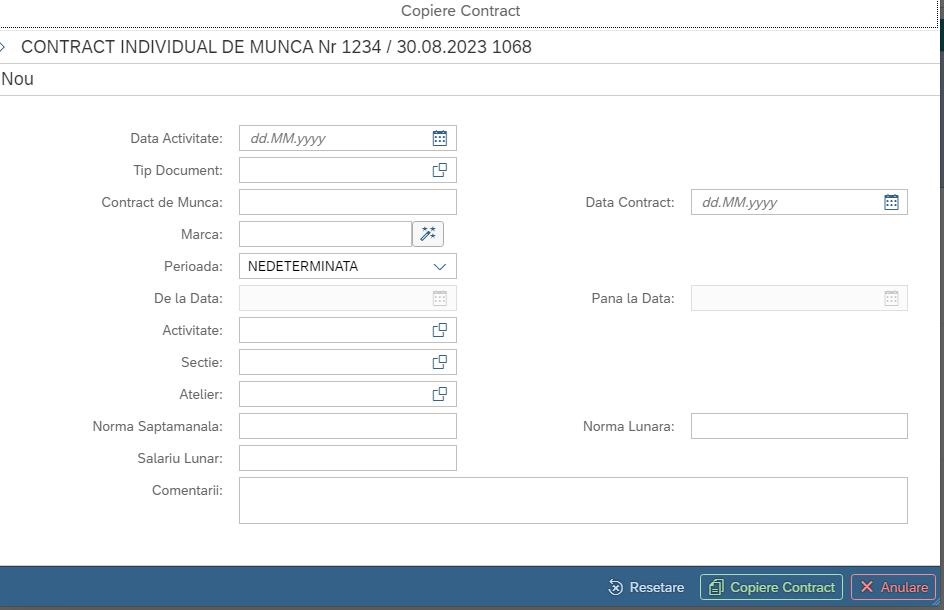 Copiere Contract
CONTRACT INDIVIDUAL DE MUNCA Nr 1234 / 30.08.2023 1068
Nou
Data Activitate: dd.MM.yyyy
Tip Document:
Contract de Munca: Data Contract: dd.MM.yyyy
Marca:
Perioada: NEDETERMINATA
De la Data: Pana la Data:
Activitate:
Sectie:
Atelier:
Norma Saptamanala: Norma Lunara:
Salariu Lunar:
Comentarii:
Resetare Copiere Contract Anulare